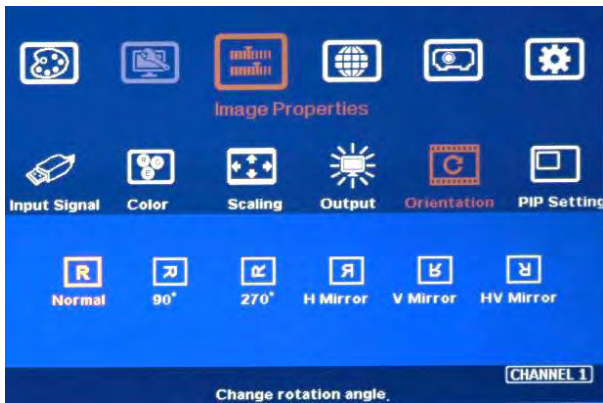 Image Properties
Input Signal Color Scaling Output Orientation PIP Setting
Normal 90° 270° H Mirror V Mirror HV Mirror
CHANNEL 1
Change rotation angle.